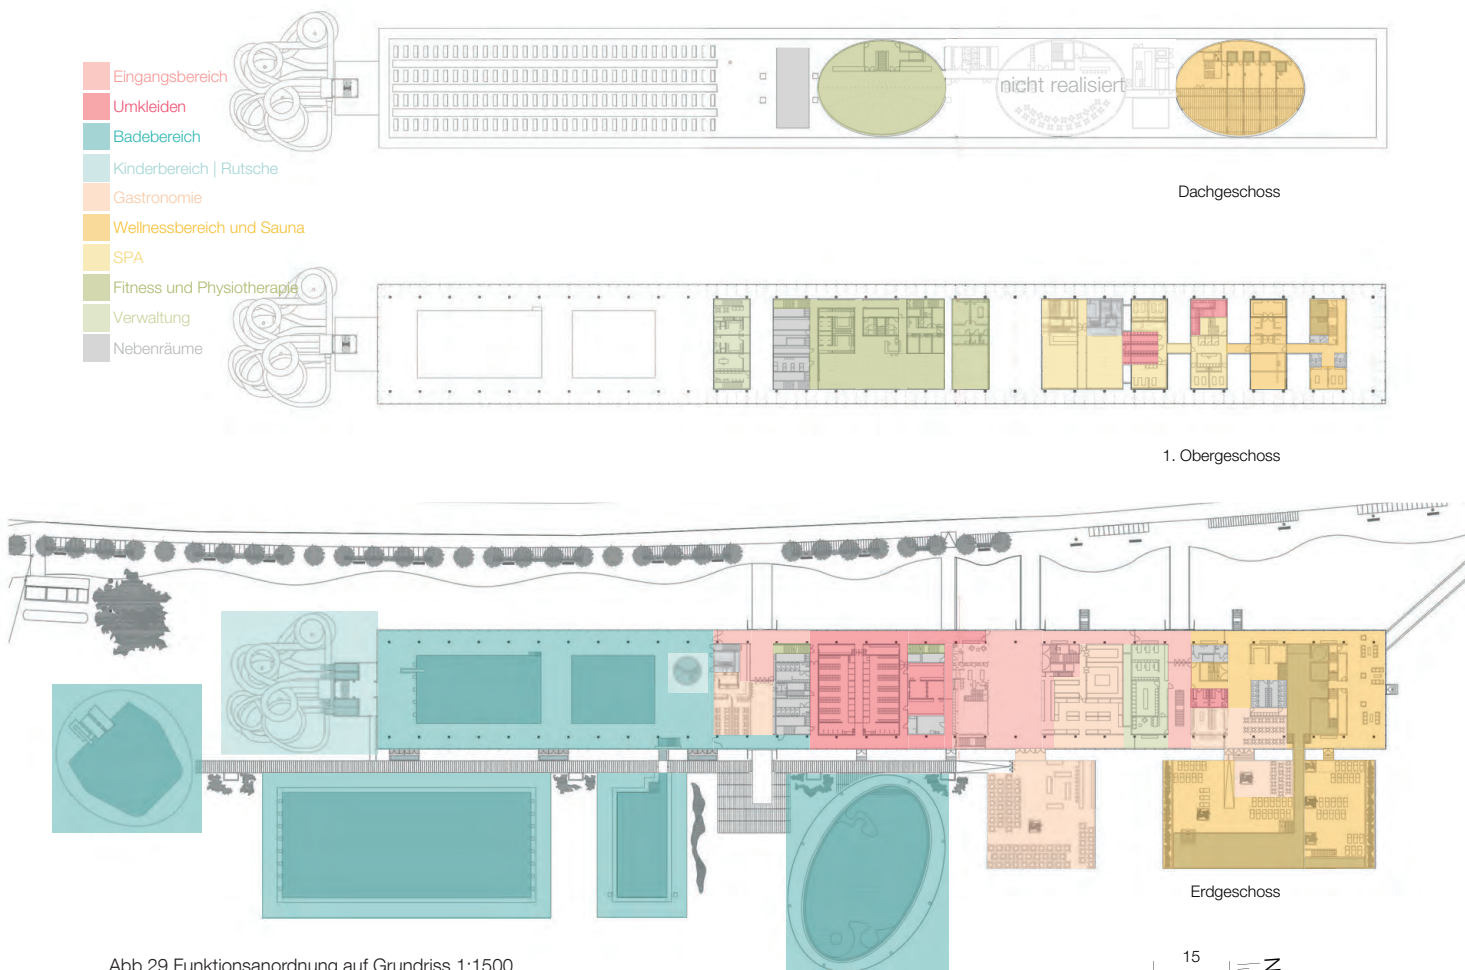 Eingangsbereich
Umkleiden
Badebereich
Kinderbereich | Rutsche
Gastronomie
Wellnessbereich und Sauna
SPA
Fitness und Physiotherapie
Verwaltung
Nebenräume
nicht realisiert
Dachgeschoss
1. Obergeschoss
Erdgeschoss
Abb 29 Funktionsanordnung auf Grundriss 1:1500
15
N